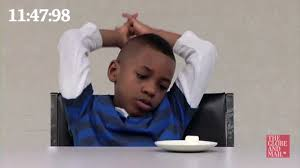 11:47:98
THE
GLOBE
AND MAIL*